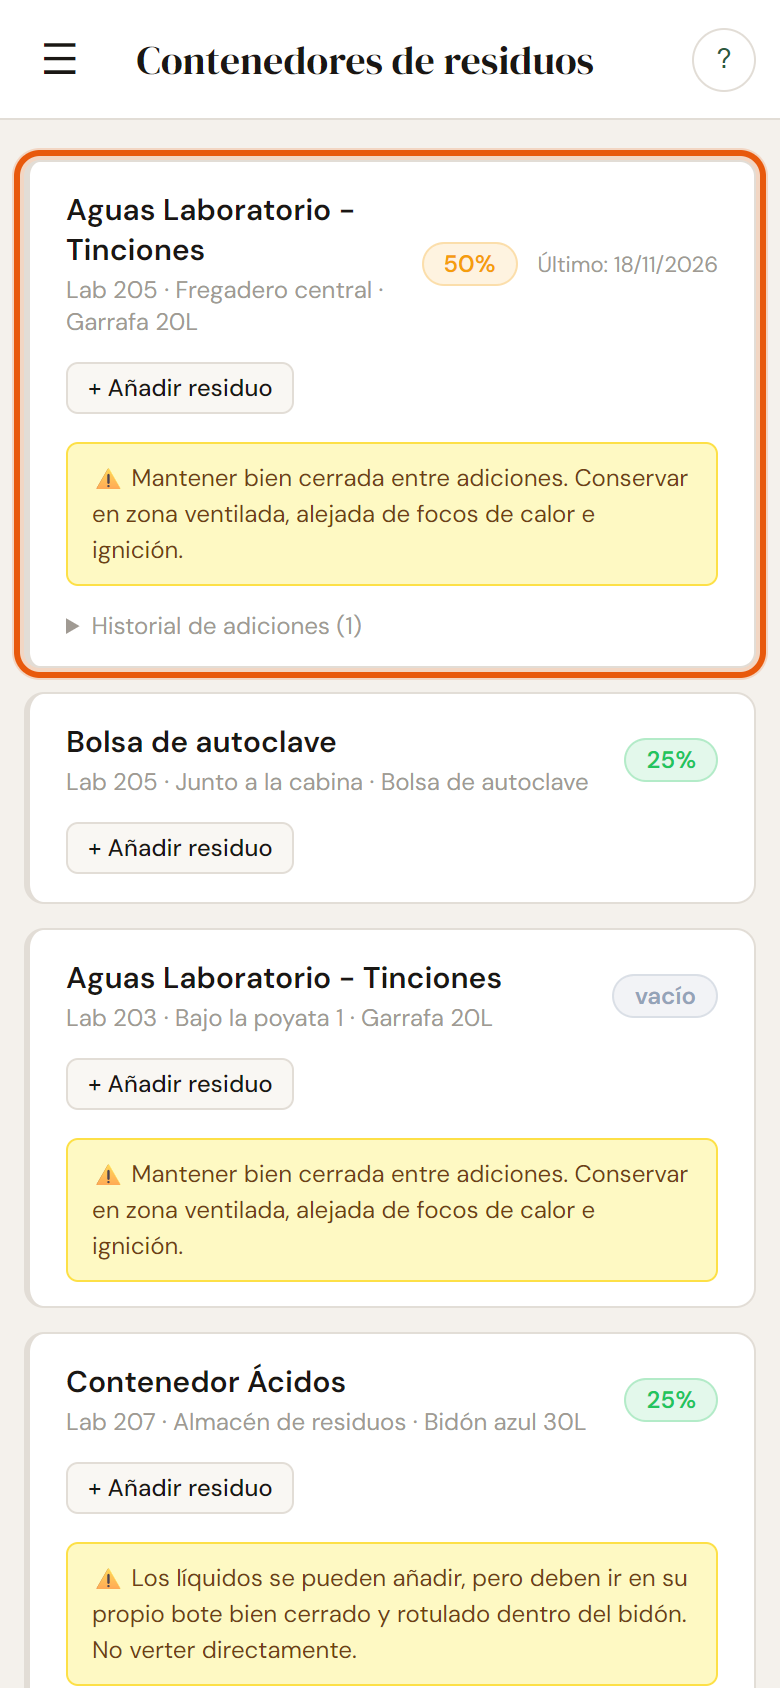 ☰ Contenedores de residuos ?
Aguas Laboratorio -
Tinciones
Lab 205 · Fregadero central ·
Garrafa 20L
50% Último: 18/11/2026
+ Añadir residuo
⚠ Mantener bien cerrada entre adiciones. Conservar
en zona ventilada, alejada de focos de calor e
ignición.
▶ Historial de adiciones (1)
Bolsa de autoclave
Lab 205 · Junto a la cabina · Bolsa de autoclave
25%
+ Añadir residuo
Aguas Laboratorio - Tinciones
Lab 203 · Bajo la poyata 1 · Garrafa 20L
vacío
+ Añadir residuo
⚠ Mantener bien cerrada entre adiciones. Conservar
en zona ventilada, alejada de focos de calor e
ignición.
Contenedor Ácidos
Lab 207 · Almacén de residuos · Bidón azul 30L
25%
+ Añadir residuo
⚠ Los líquidos se pueden añadir, pero deben ir en su
propio bote bien cerrado y rotulado dentro del bidón.
No verter directamente.